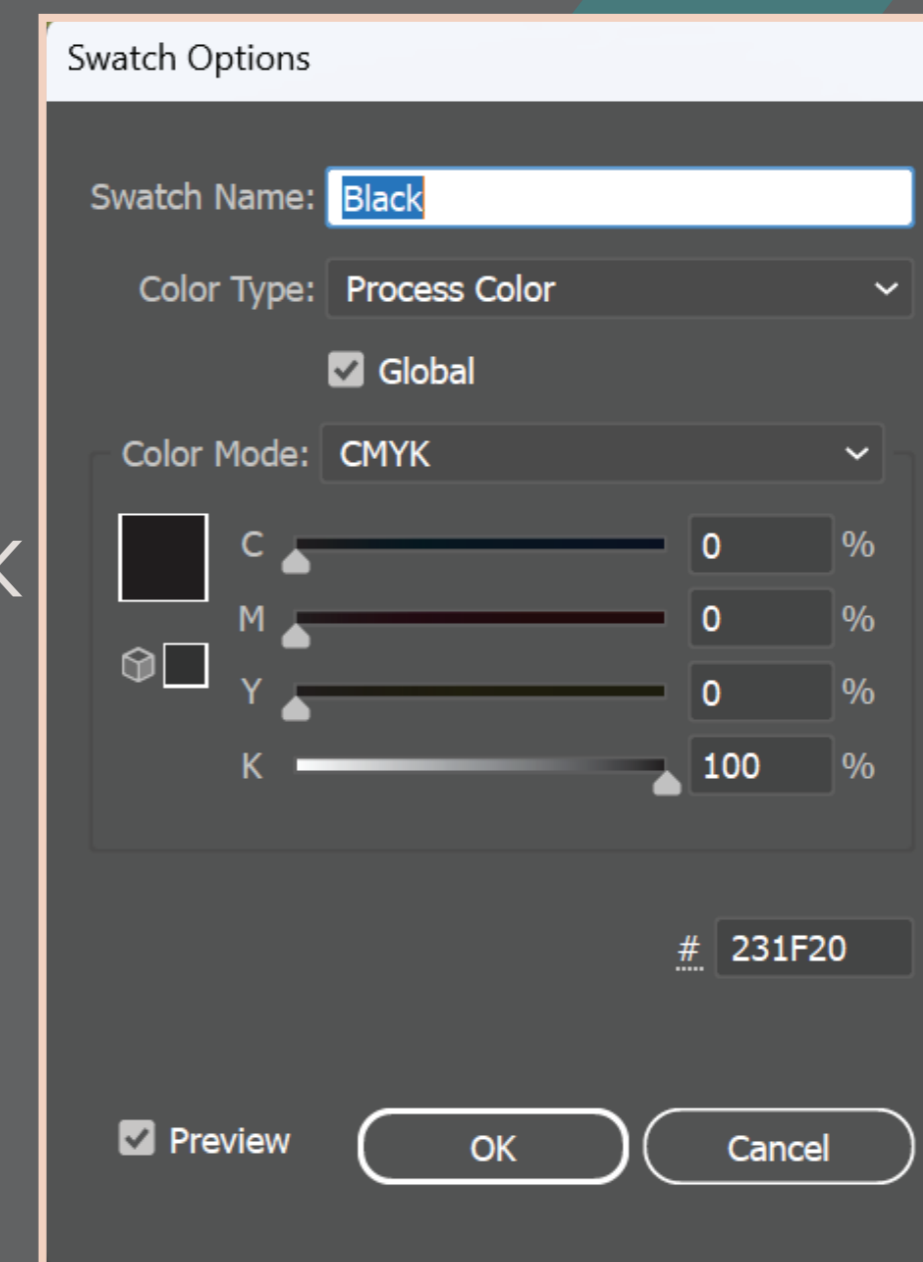 Swatch Options
Swatch Name: Black
Color Type: Process Color
Global
Color Mode: CMYK
K
C 0 %
M 0 %
Y 0 %
K 100 %
# 231F20
Preview OK Cancel